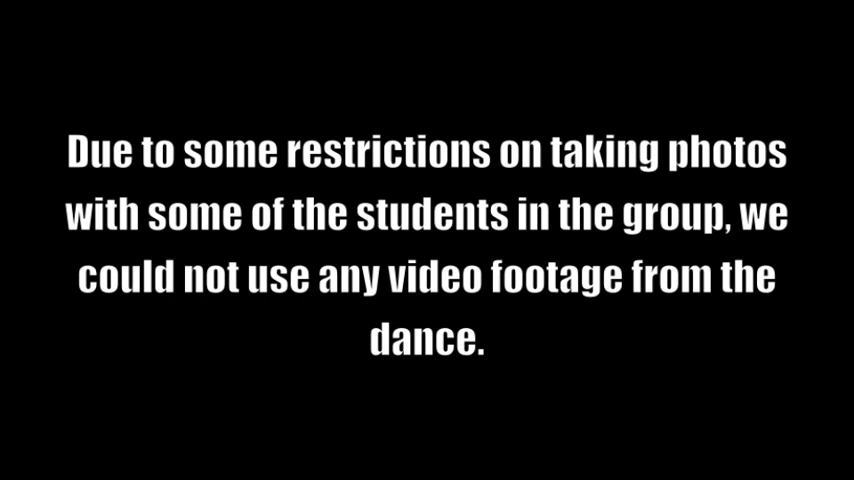 Due to some restrictions on taking photos
with some of the students in the group, we
could not use any video footage from the
dance.